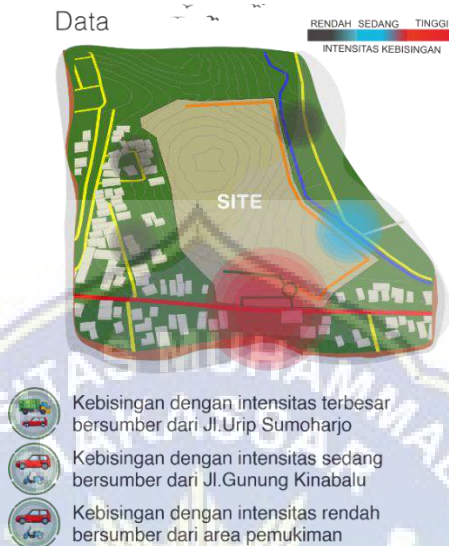 Data
RENDAH SEDANG TINGGI
INTENSITAS KEBISINGAN
SITE
Kebisingan dengan intensitas terbesar
bersumber dari Jl.Urip Sumoharjo
Kebisingan dengan intensitas sedang
bersumber dari Jl.Gunung Kinabalu
Kebisingan dengan intensitas rendah
bersumber dari area pemukiman